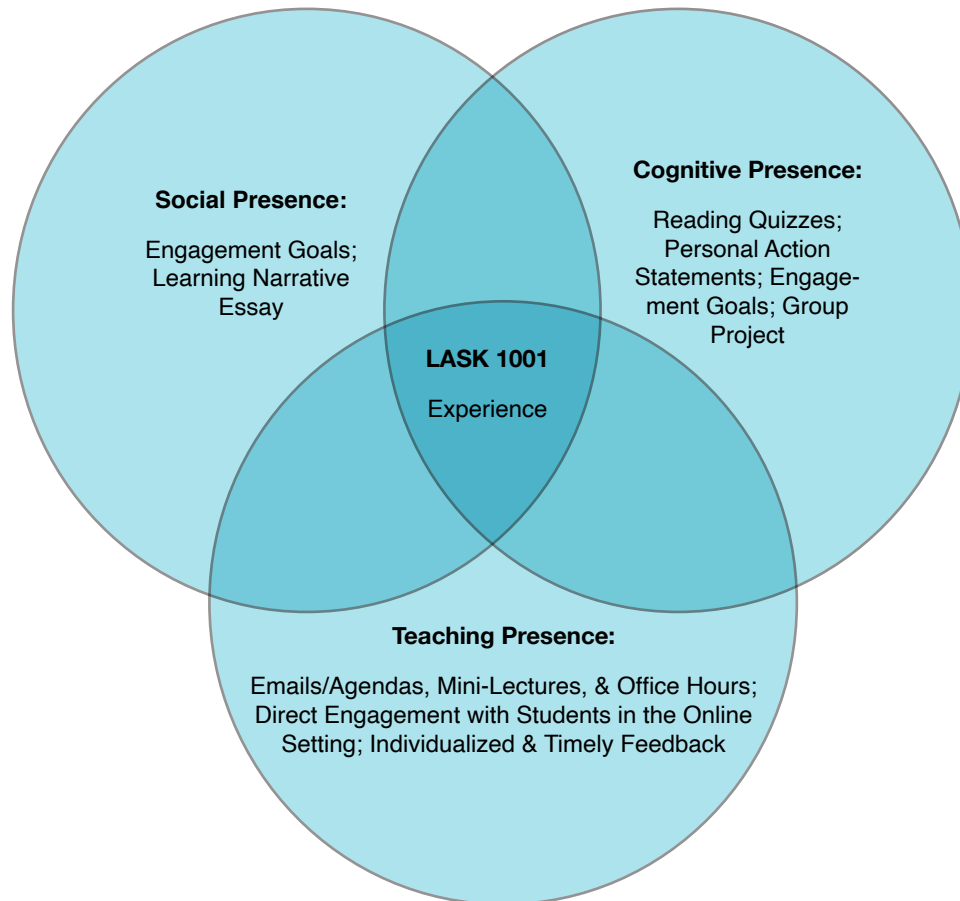 Social Presence:
Engagement Goals;
Learning Narrative
Essay
Cognitive Presence:
Reading Quizzes;
Personal Action
Statements; Engage-
ment Goals; Group
Project
LASK 1001
Experience
Teaching Presence:
Emails/Agendas, Mini-Lectures, & Office Hours;
Direct Engagement with Students in the Online
Setting; Individualized & Timely Feedback